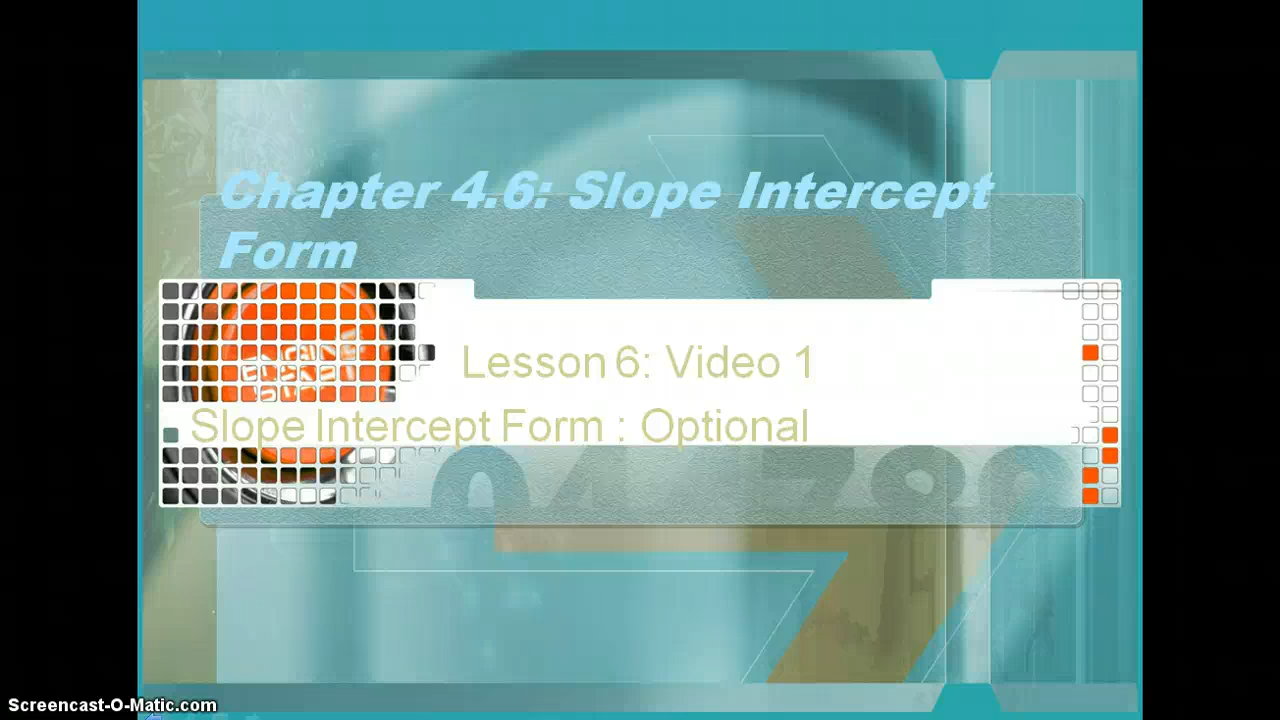 Chapter 4.6: Slope Intercept
Form
Lesson 6: Video 1
Slope Intercept Form : Optional
Screencast-O-Matic.com